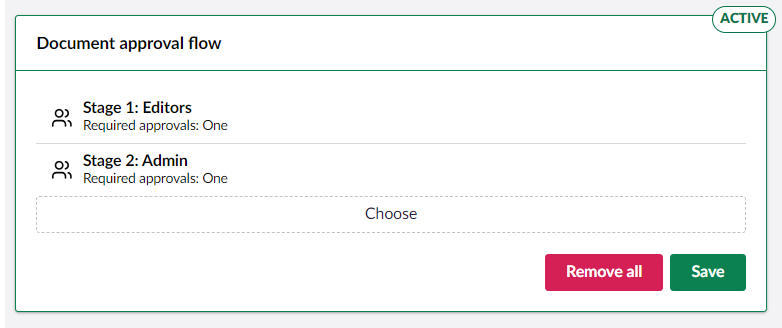 ACTIVE
Document approval flow
Stage 1: Editors
Required approvals: One
Stage 2: Admin
Required approvals: One
Choose
Remove all
Save